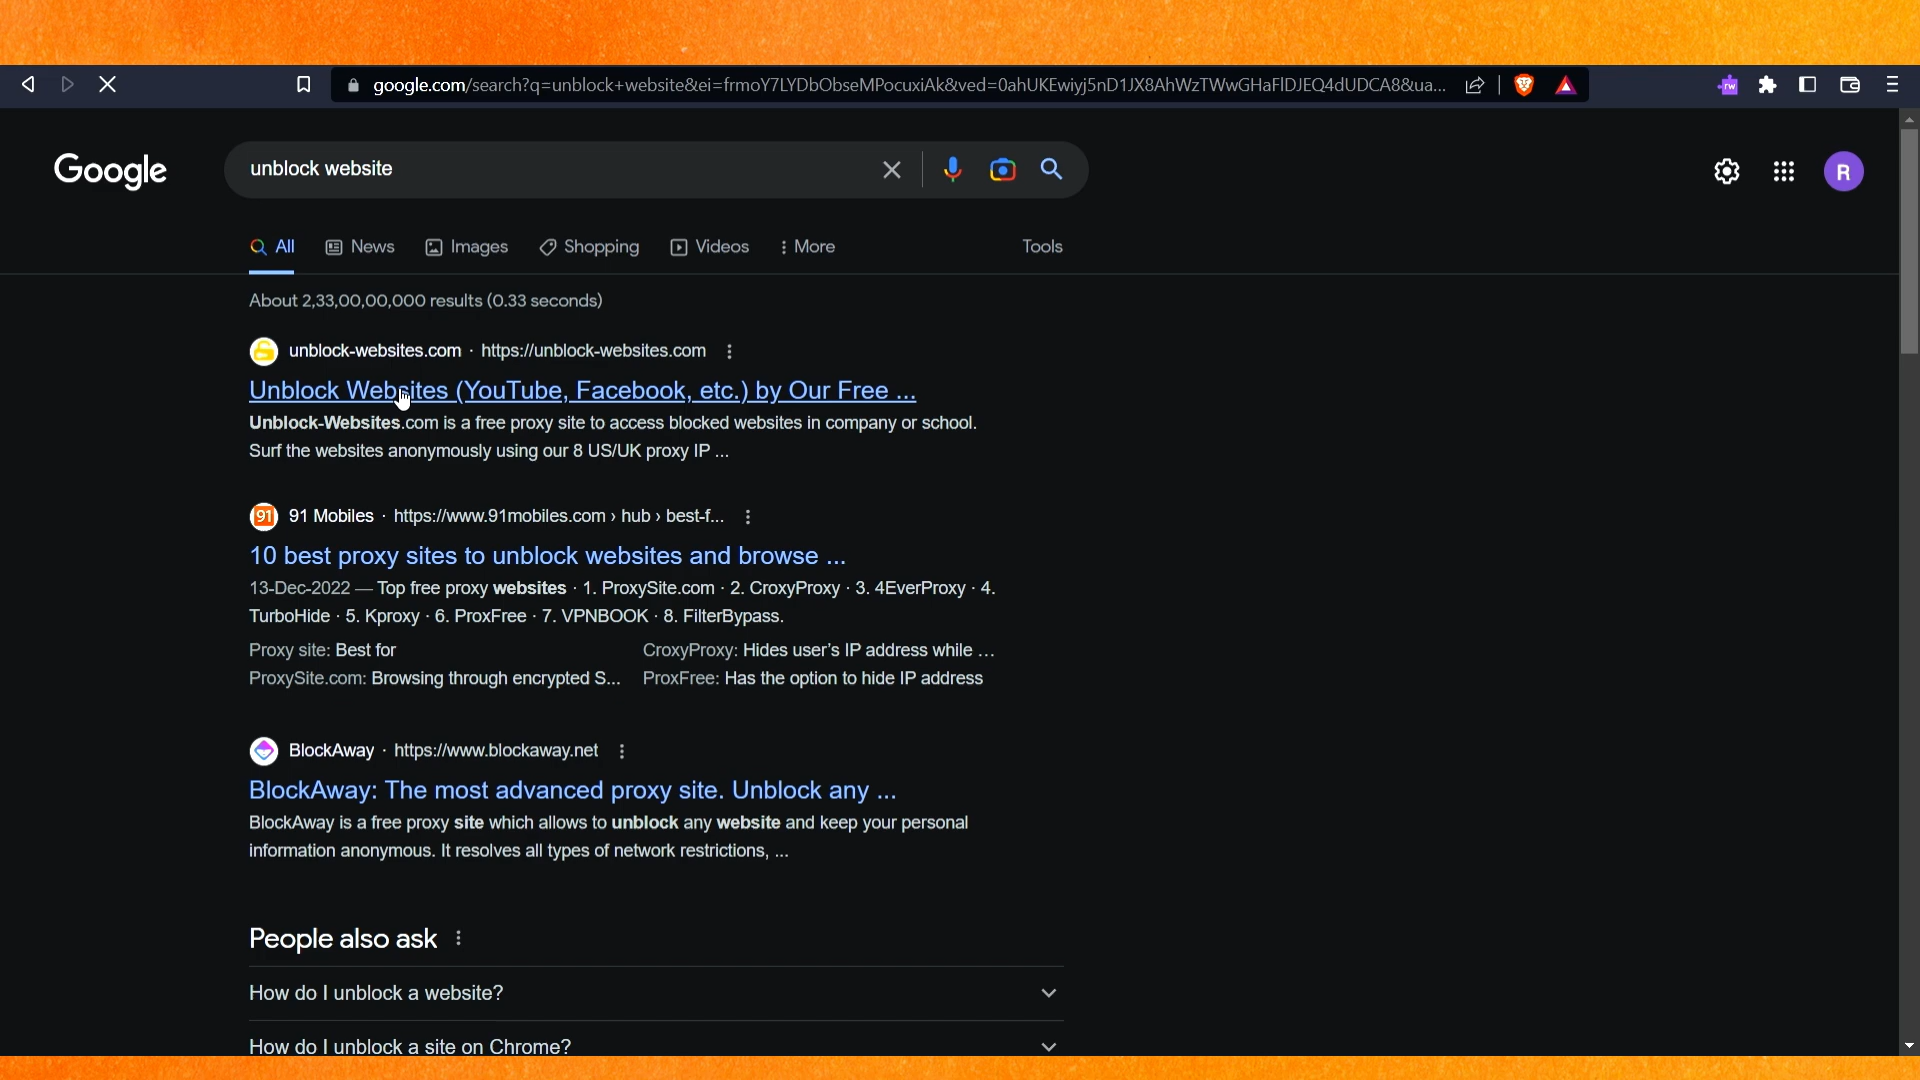 google.com/search?q=unblock+website&ei=frmoY7LYDbObseMPocuxiAk&ved=0ahUKEwiyj5nD1JX8AhWzTWwGHaFlDJEQ4dUDCA8&ua...
rw
Google
unblock website
R
All News Images Shopping Videos More Tools
About 2,33,00,00,000 results (0.33 seconds)
unblock-websites.com · https://unblock-websites.com
Unblock Websites (YouTube, Facebook, etc.) by Our Free ...
Unblock-Websites.com is a free proxy site to access blocked websites in company or school.
Surf the websites anonymously using our 8 US/UK proxy IP ...
91 91 Mobiles · https://www.91mobiles.com › hub › best-f...
10 best proxy sites to unblock websites and browse ...
13-Dec-2022 — Top free proxy websites · 1. ProxySite.com · 2. CroxyProxy · 3. 4EverProxy · 4.
TurboHide · 5. Kproxy · 6. ProxFree · 7. VPNBOOK · 8. FilterBypass.
Proxy site: Best for CroxyProxy: Hides user's IP address while ...
ProxySite.com: Browsing through encrypted S... ProxFree: Has the option to hide IP address
BlockAway · https://www.blockaway.net
BlockAway: The most advanced proxy site. Unblock any ...
BlockAway is a free proxy site which allows to unblock any website and keep your personal
information anonymous. It resolves all types of network restrictions, ...
People also ask
How do I unblock a website?
How do I unblock a site on Chrome?